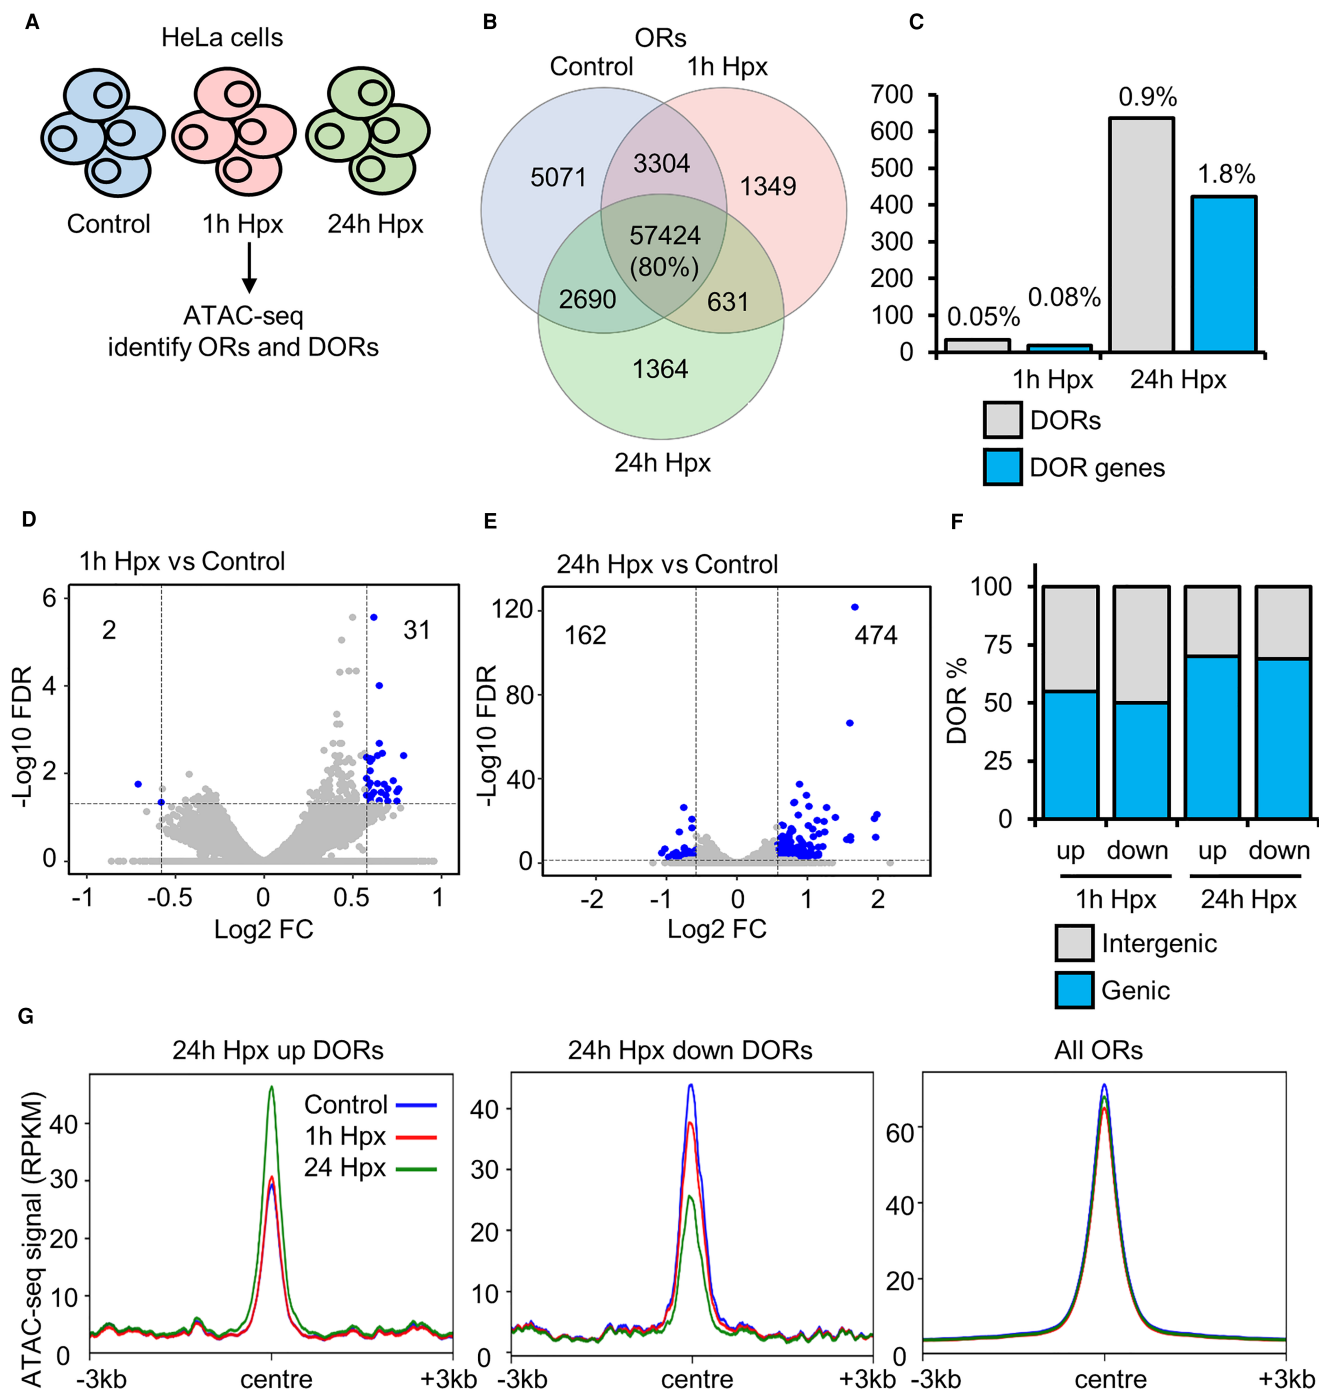 A
HeLa cells
Control 1h Hpx 24h Hpx
ATAC-seq
identify ORs and DORs
B
ORs
Control 1h Hpx
5071 3304 1349
57424
(80%)
2690 631
1364
24h Hpx
C
700
600
500
400
300
200
100
0
0.05% 0.08% 0.9% 1.8%
1h Hpx 24h Hpx
DORs
DOR genes
D
1h Hpx vs Control
2 31
-Log10 FDR
6
4
2
0
-1 -0.5 0 0.5 1
Log2 FC
E
24h Hpx vs Control
162 474
-Log10 FDR
120
80
40
0
-2 -1 0 1 2
Log2 FC
F
DOR %
100
75
50
25
0
up down up down
1h Hpx 24h Hpx
Intergenic
Genic
G
24h Hpx up DORs
ATAC-seq signal (RPKM)
Control
1h Hpx
24 Hpx
40
30
20
10
0
-3kb centre +3kb
24h Hpx down DORs
40
30
20
10
0
-3kb centre +3kb
All ORs
60
40
20
0
-3kb centre +3kb